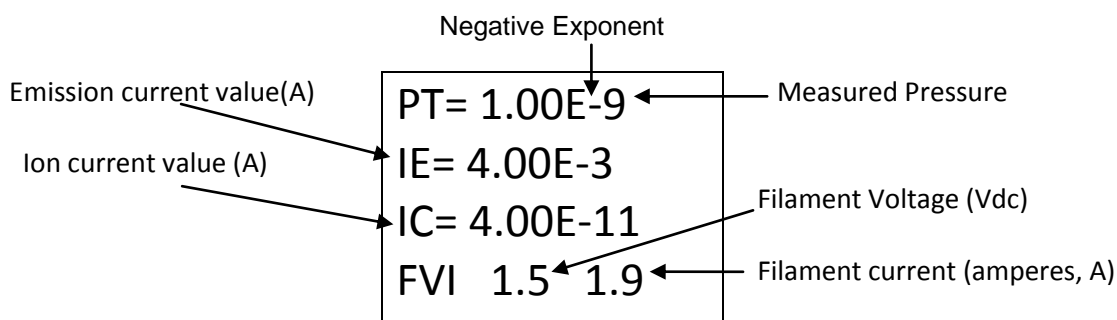 Negative Exponent
Emission current value(A)
Ion current value (A)
PT= 1.00E-9
IE= 4.00E-3
IC= 4.00E-11
FVI 1.5 1.9
Measured Pressure
Filament Voltage (Vdc)
Filament current (amperes, A)